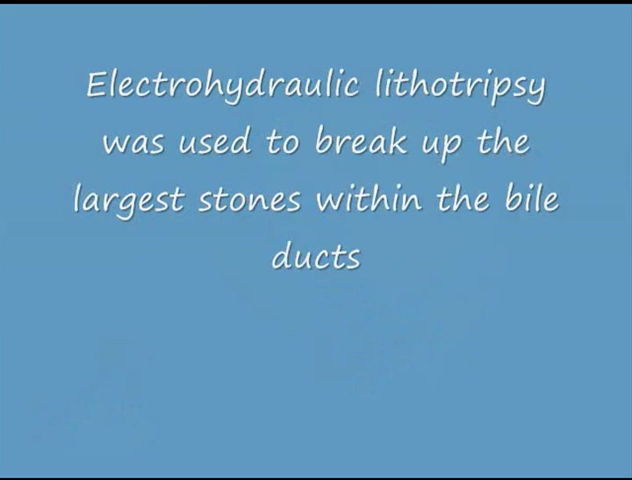 Electrohydraulic lithotripsy
was used to break up the
largest stones within the bile
ducts